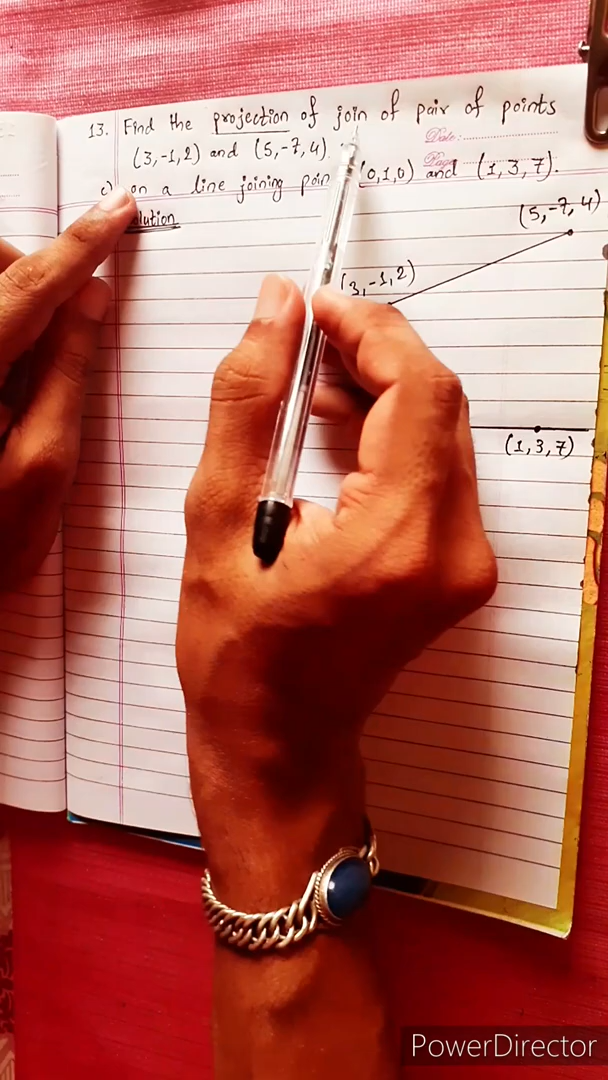 13. Find the projection of join of pair of points
Date:
(3,-1,2) and (5,-7,4).
Page
c) on a line joining poin (0,1,0) and (1,3,7).
olution
(5,-7,4)
(3,-1,2)
(1,3,7)
PowerDirector